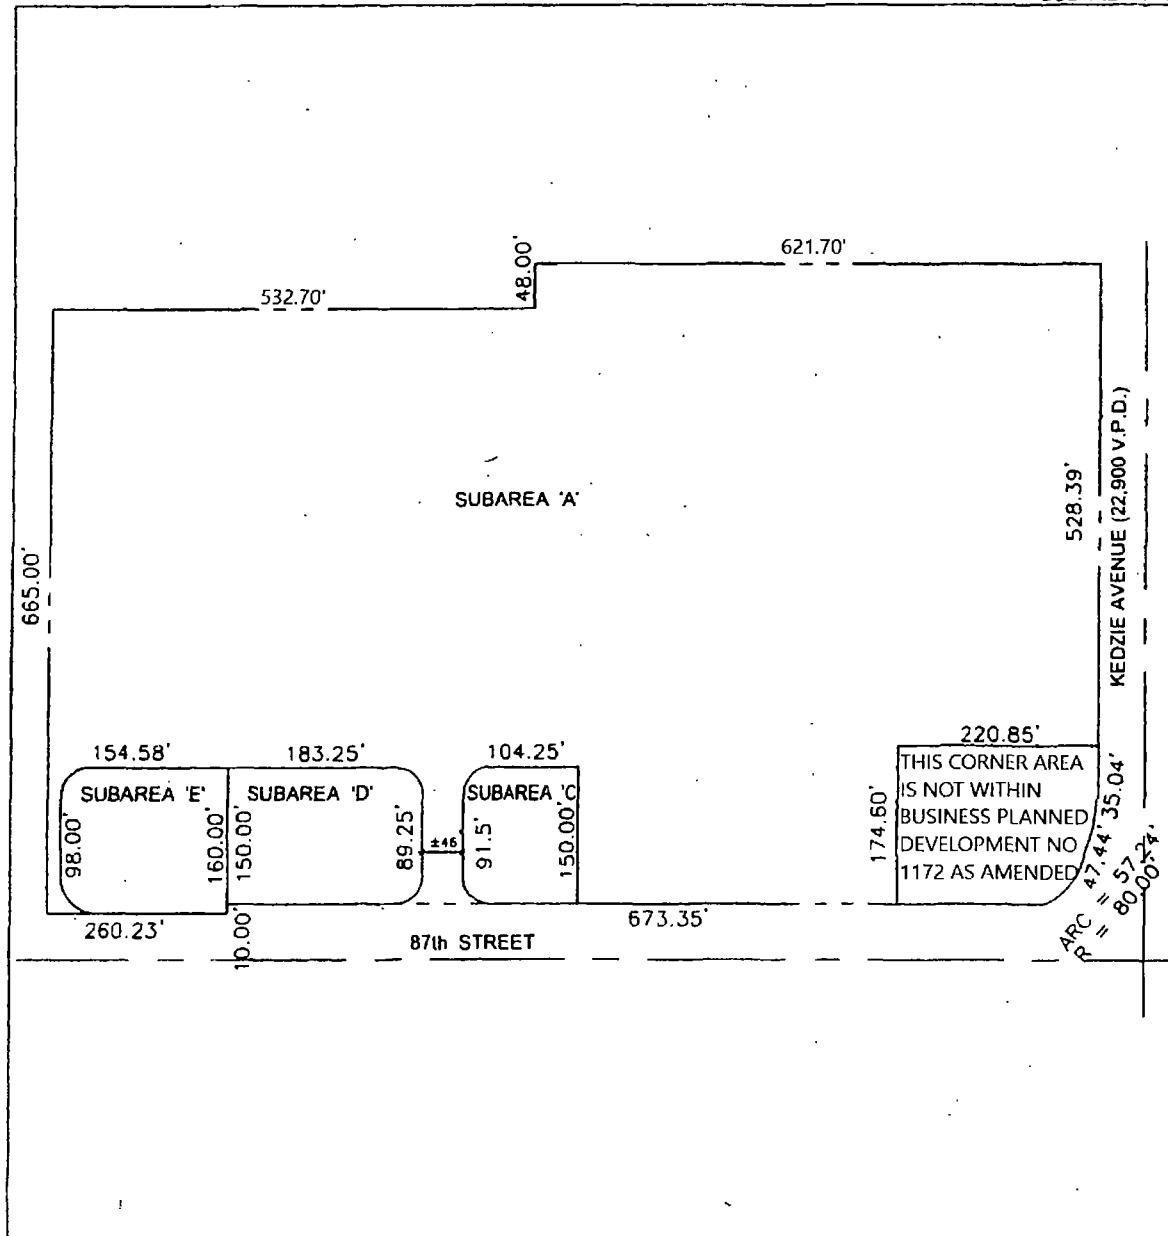 621.70'
48.00'
532.70'
KEDZIE AVENUE (22,900 V.P.D.)
528.39'
SUBAREA 'A'
665.00'
220.85'
154.58'
183.25'
104.25'
THIS CORNER AREA
IS NOT WITHIN
BUSINESS PLANNED
DEVELOPMENT NO
1172 AS AMENDED
SUBAREA 'E'
SUBAREA 'D'
SUBAREA 'C
98.00'
160.00'
150.00'
89.25'
±46'
91.5'
150.00'
174.60'
35.04'
47.44'
ARC = 57.24'
R = 80.00'
260.23'
10.00'
673.35'
87th STREET